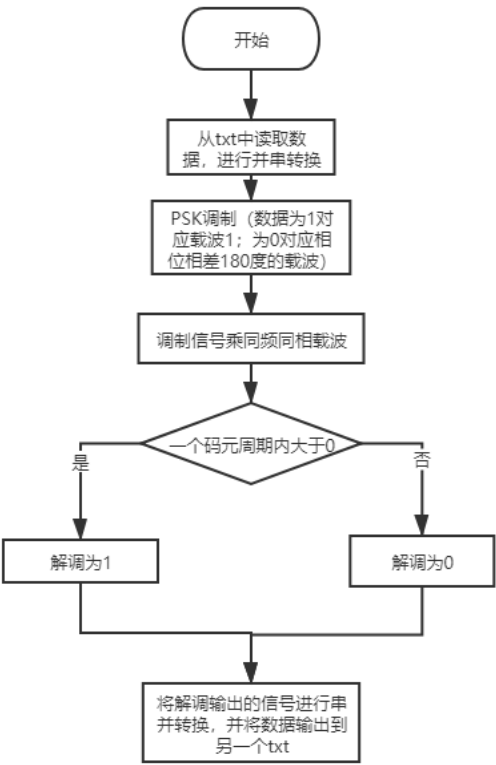 开始
从txt中读取数
据，进行并串转换
PSK调制（数据为1对
应载波1；为0对应相
位相差180度的载波）
调制信号乘同频同相载波
一个码元周期内大于0
是
否
解调为1
解调为0
将解调输出的信号进行串
并转换，并将数据输出到
另一个txt